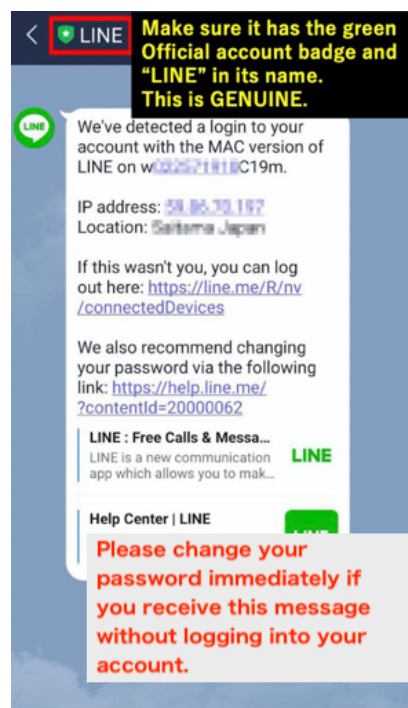 LINE
Make sure it has the green
Official account badge and
“LINE” in its name.
This is GENUINE.
LINE
We've detected a login to your
account with the MAC version of
LINE on w C19m.
IP address:
Location:
If this wasn't you, you can log
out here: https://line.me/R/nv
/connectedDevices
We also recommend changing
your password via the following
link: https://help.line.me/
?contentId=20000062
LINE : Free Calls & Messa...
LINE is a new communication
app which allows you to mak...
LINE
Help Center | LINE
Please change your
password immediately if
you receive this message
without logging into your
account.